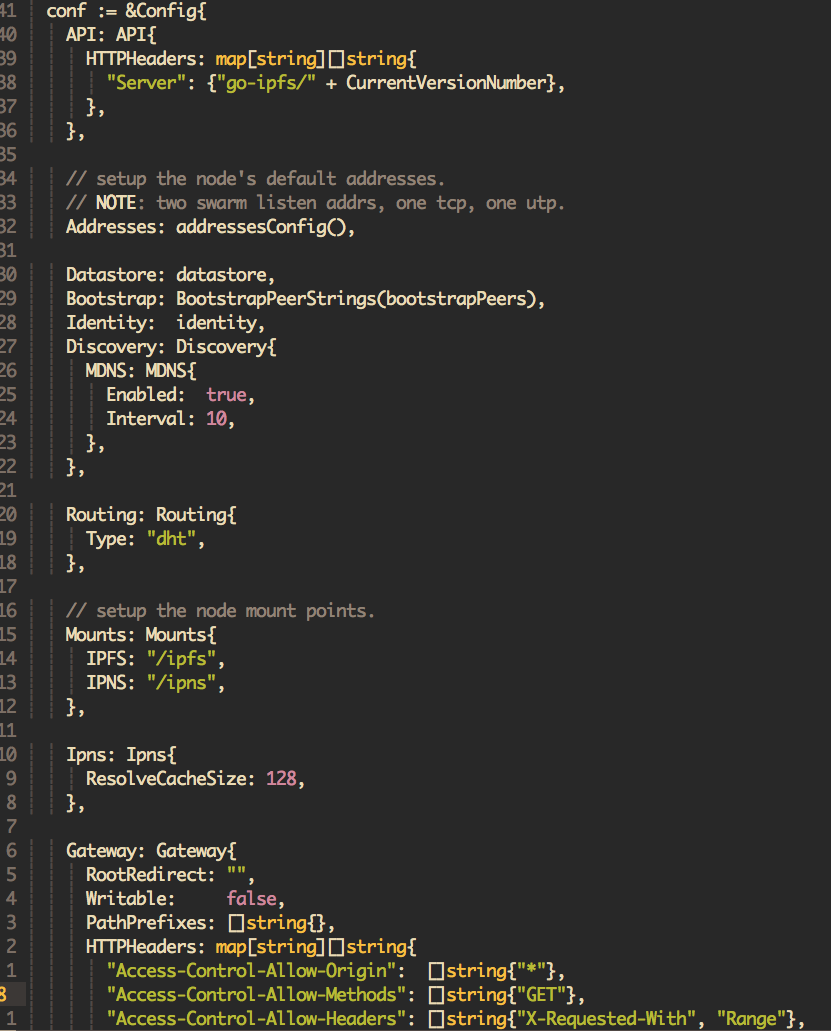 41 conf := &Config{
40 API: API{
39 HTTPHeaders: map[string][]string{
38 "Server": {"go-ipfs/" + CurrentVersionNumber},
37 },
36 },
35
34 // setup the node's default addresses.
33 // NOTE: two swarm listen addrs, one tcp, one utp.
32 Addresses: addressesConfig(),
31
30 Datastore: datastore,
29 Bootstrap: BootstrapPeerStrings(bootstrapPeers),
28 Identity:  identity,
27 Discovery: Discovery{
26 MDNS: MDNS{
25 Enabled:  true,
24 Interval: 10,
23 },
22 },
21
20 Routing: Routing{
19 Type: "dht",
18 },
17
16 // setup the node mount points.
15 Mounts: Mounts{
14 IPFS: "/ipfs",
13 IPNS: "/ipns",
12 },
11
10 Ipns: Ipns{
9 ResolveCacheSize: 128,
8 },
7
6 Gateway: Gateway{
5 RootRedirect: "",
4 Writable:     false,
3 PathPrefixes: []string{},
2 HTTPHeaders: map[string][]string{
1 "Access-Control-Allow-Origin":  []string{"*"},
8 "Access-Control-Allow-Methods": []string{"GET"},
1 "Access-Control-Allow-Headers": []string{"X-Requested-With", "Range"},